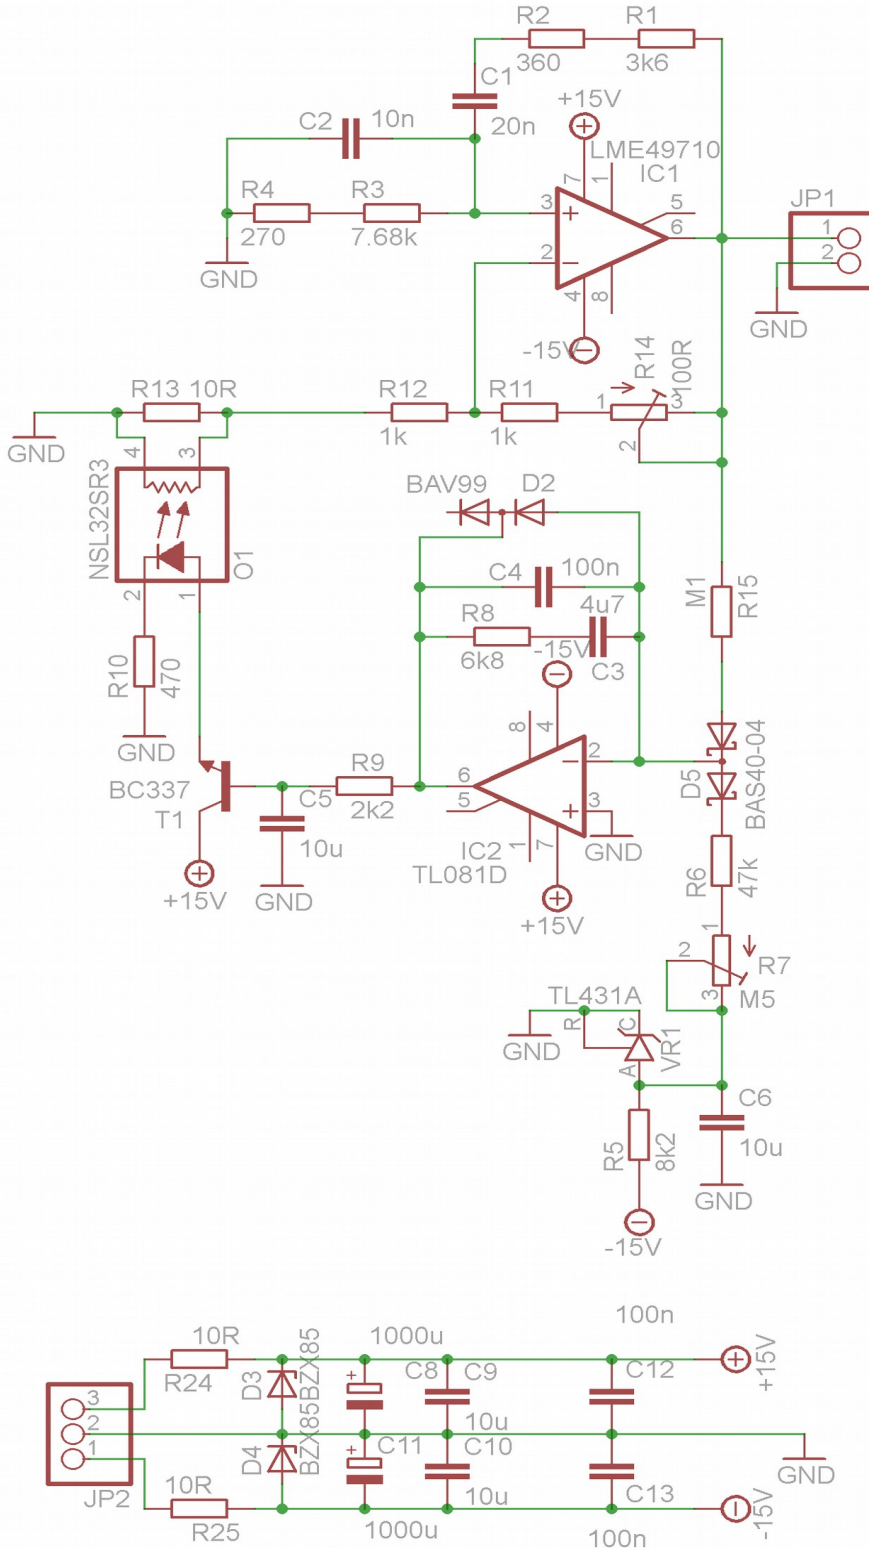 R2
R1
360
3k6
C1
20n
C2
10n
+15V
LME49710
IC1
7
1
R4
R3
270
7.68k
3
+
2
−
5
6
4
8
GND
-15V
JP1
1
2
GND
R13 10R
R12
1k
R11
1k
R14
100R
1
3
2
GND
4
3
NSL32SR3
O1
2
1
BAV99
D2
C4
100n
R8
6k8
4u7
C3
-15V
M1
R15
R10
470
GND
8
4
2
−
3
+
6
5
1
7
IC2
TL081D
GND
+15V
D5
BAS40-04
BC337
T1
+15V
C5
10u
GND
R9
2k2
R6
47k
1
2
3
R7
M5
TL431A
R
C
A
VR1
GND
C6
10u
GND
R5
8k2
-15V
JP2
3
2
1
10R
R24
10R
R25
D3
BZX85
D4
BZX85
1000u
C8
+
C9
10u
C11
+
1000u
C10
10u
100n
C12
C13
100n
+15V
GND
-15V